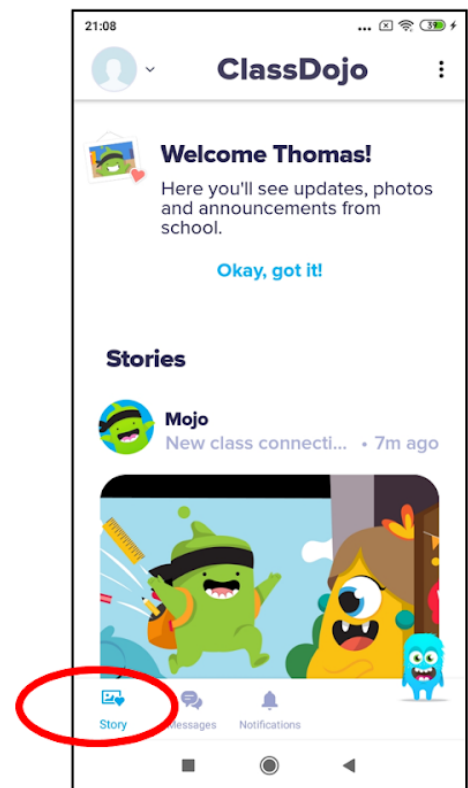 21:08
39
ClassDojo
Welcome Thomas!
Here you'll see updates, photos
and announcements from
school.
Okay, got it!
Stories
Mojo
New class connecti... • 7m ago
Story Messages Notifications